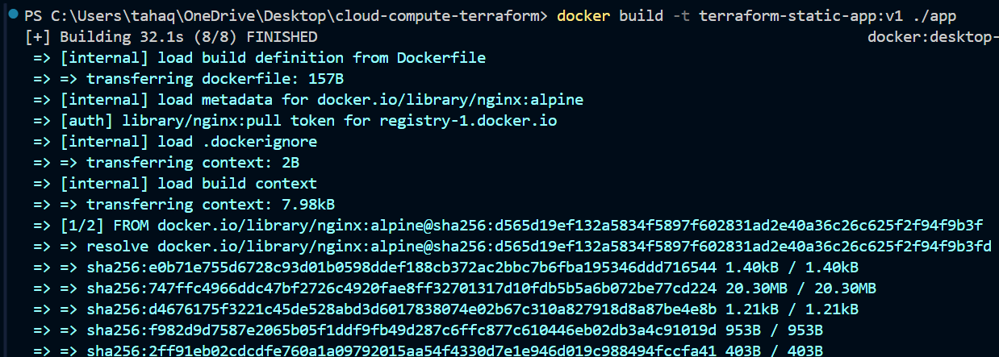 PS C:\Users\tahaq\OneDrive\Desktop\cloud-compute-terraform> docker build -t terraform-static-app:v1 ./app
[+] Building 32.1s (8/8) FINISHED docker:desktop-
=> [internal] load build definition from Dockerfile
=> => transferring dockerfile: 157B
=> [internal] load metadata for docker.io/library/nginx:alpine
=> [auth] library/nginx:pull token for registry-1.docker.io
=> [internal] load .dockerignore
=> => transferring context: 2B
=> [internal] load build context
=> => transferring context: 7.98kB
=> [1/2] FROM docker.io/library/nginx:alpine@sha256:d565d19ef132a5834f5897f602831ad2e40a36c26c625f2f94f9b3f
=> => resolve docker.io/library/nginx:alpine@sha256:d565d19ef132a5834f5897f602831ad2e40a36c26c625f2f94f9b3fd
=> => sha256:e0b71e755d6728c93d01b0598ddef188cb372ac2bbc7b6fba195346ddd716544 1.40kB / 1.40kB
=> => sha256:747ffc4966ddc47bf2726c4920fae8ff32701317d10fdb5b5a6b072be77cd224 20.30MB / 20.30MB
=> => sha256:d4676175f3221c45de528abd3d6017838074e02b67c310a827918d8a87be4e8b 1.21kB / 1.21kB
=> => sha256:f982d9d7587e2065b05f1ddf9fb49d287c6ffc877c610446eb02db3a4c91019d 953B / 953B
=> => sha256:2ff91eb02cdcdfe760a1a09792015aa54f4330d7e1e946d019c988494fccfa41 403B / 403B